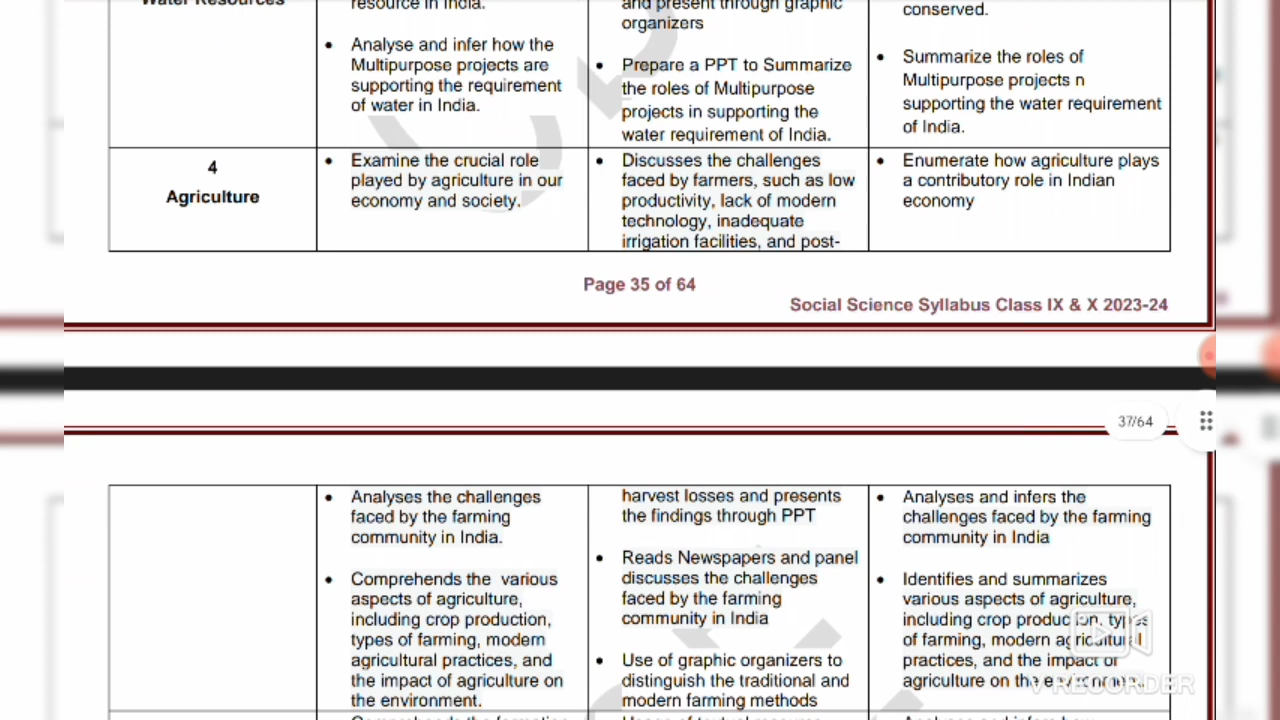 Water Resources
resource in India.
• Analyse and infer how the
Multipurpose projects are
supporting the requirement
of water in India.
and present through graphic
organizers
• Prepare a PPT to Summarize
the roles of Multipurpose
projects in supporting the
water requirement of India.
conserved.
• Summarize the roles of
Multipurpose projects n
supporting the water requirement
of India.
4
Agriculture
• Examine the crucial role
played by agriculture in our
economy and society.
• Discusses the challenges
faced by farmers, such as low
productivity, lack of modern
technology, inadequate
irrigation facilities, and post-
• Enumerate how agriculture plays
a contributory role in Indian
economy
Page 35 of 64
Social Science Syllabus Class IX & X 2023-24
37/64
• Analyses the challenges
faced by the farming
community in India.
• Comprehends the various
aspects of agriculture,
including crop production,
types of farming, modern
agricultural practices, and
the impact of agriculture on
the environment.
harvest losses and presents
the findings through PPT
• Reads Newspapers and panel
discusses the challenges
faced by the farming
community in India
• Use of graphic organizers to
distinguish the traditional and
modern farming methods
• Analyses and infers the
challenges faced by the farming
community in India
• Identifies and summarizes
various aspects of agriculture,
including crop production, types
of farming, modern agricultural
practices, and the impact of
agriculture on the environment.
V RECORDER